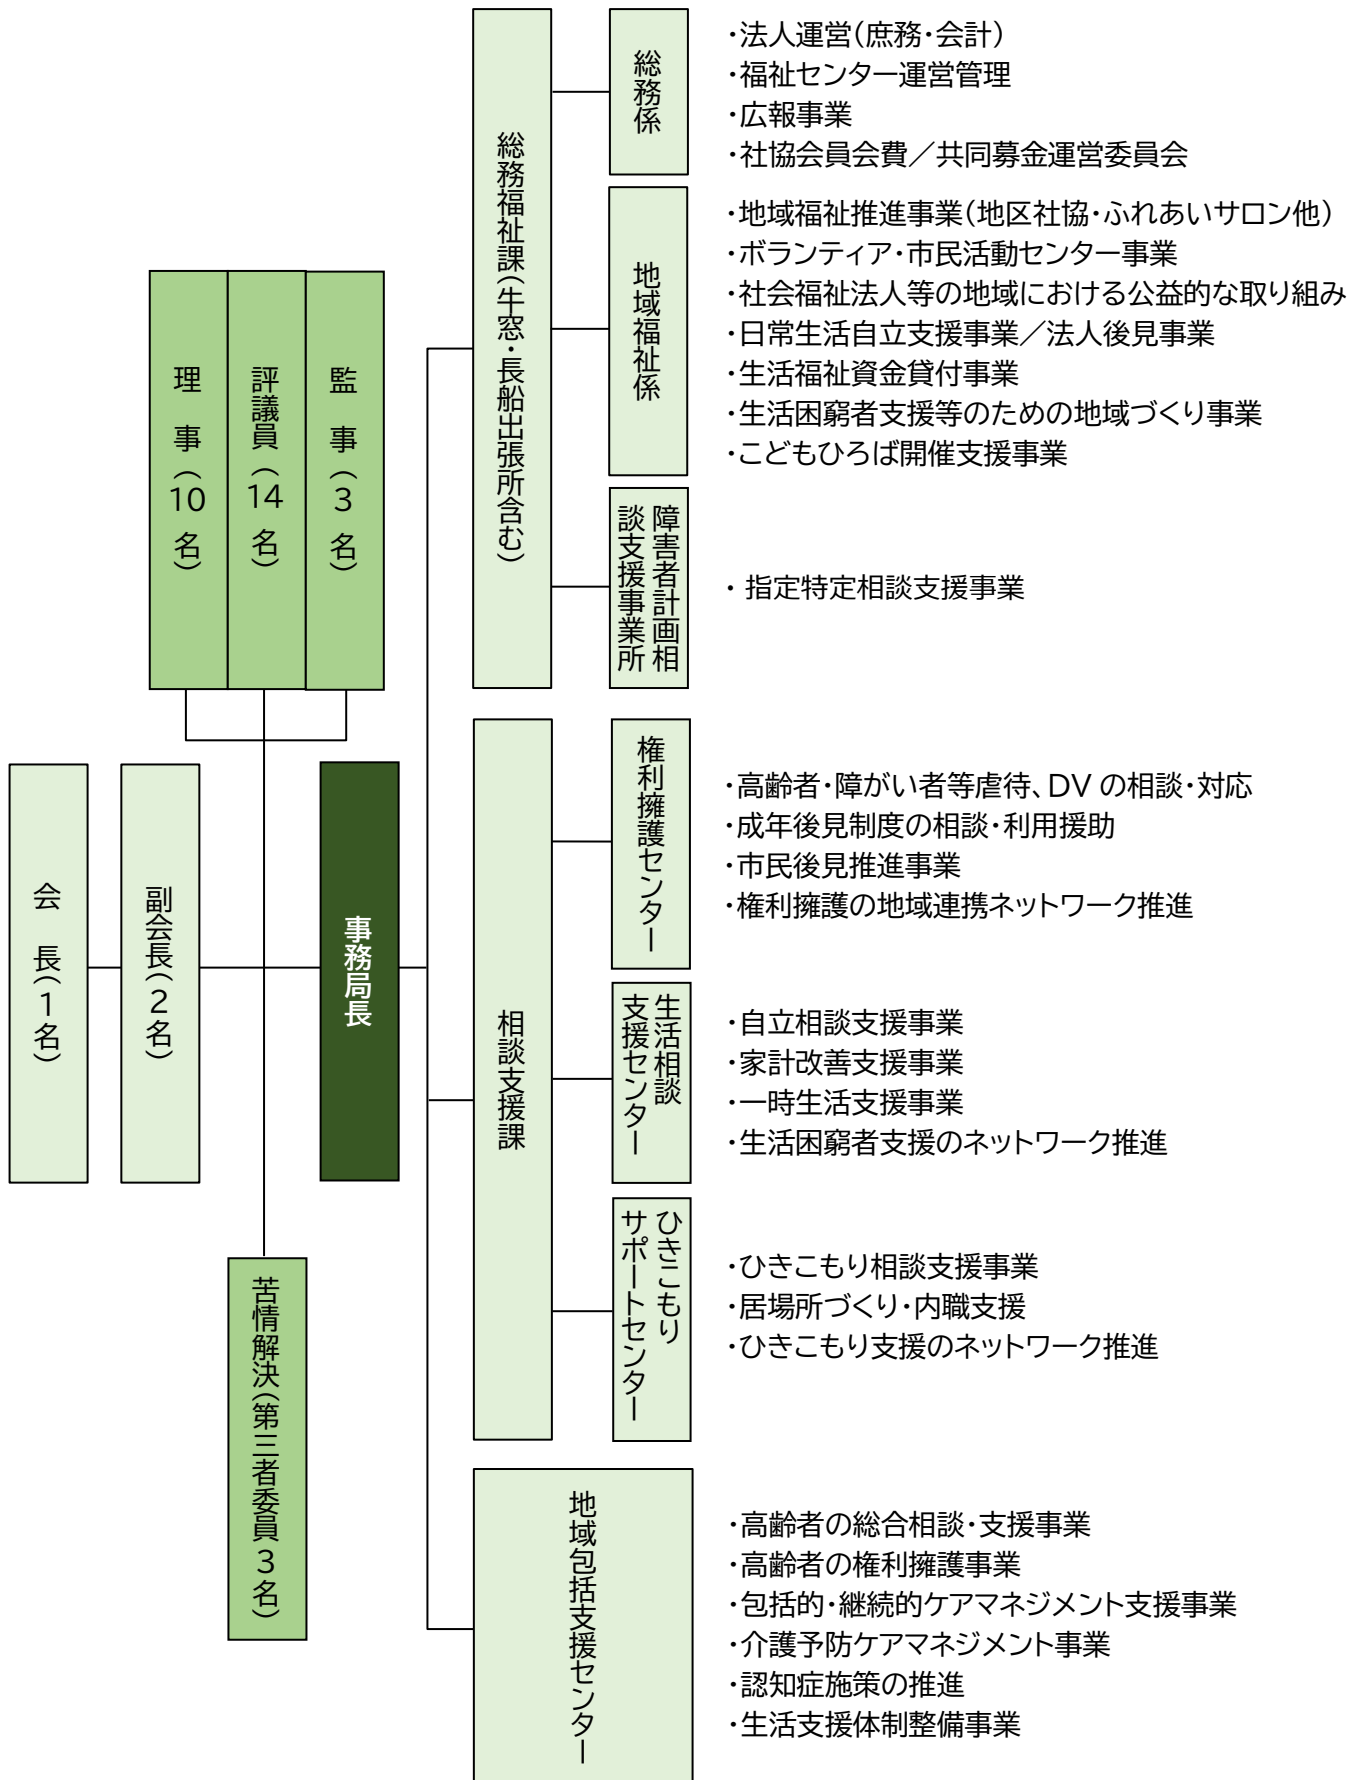 会　長（1名）
副会長（2名）
理　事（10名）
評議員（14名）
監　事（3名）
苦情解決（第三者委員3名）
事務局長
総務福祉課（牛窓・長船出張所含む）
総務係
・法人運営（庶務・会計）
・福祉センター運営管理
・広報事業
・社協会員会費／共同募金運営委員会
地域福祉係
・地域福祉推進事業（地区社協・ふれあいサロン他）
・ボランティア・市民活動センター事業
・社会福祉法人等の地域における公益的な取り組み
・日常生活自立支援事業／法人後見事業
・生活福祉資金貸付事業
・生活困窮者支援等のための地域づくり事業
・こどもひろば開催支援事業
障害者計画相
談支援事業所
・ 指定特定相談支援事業
相談支援課
権利擁護センター
・高齢者・障がい者等虐待、DV の相談・対応
・成年後見制度の相談・利用援助
・市民後見推進事業
・権利擁護の地域連携ネットワーク推進
生活相談
支援センター
・自立相談支援事業
・家計改善支援事業
・一時生活支援事業
・生活困窮者支援のネットワーク推進
ひきこもり
サポートセンター
・ひきこもり相談支援事業
・居場所づくり・内職支援
・ひきこもり支援のネットワーク推進
地域包括支援センター
・高齢者の総合相談・支援事業
・高齢者の権利擁護事業
・包括的・継続的ケアマネジメント支援事業
・介護予防ケアマネジメント事業
・認知症施策の推進
・生活支援体制整備事業